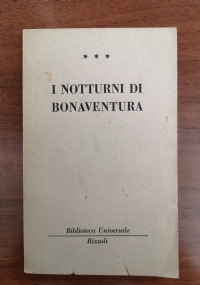 * * *
I NOTTURNI DI
BONAVENTURA
Biblioteca Universale
Rizzoli